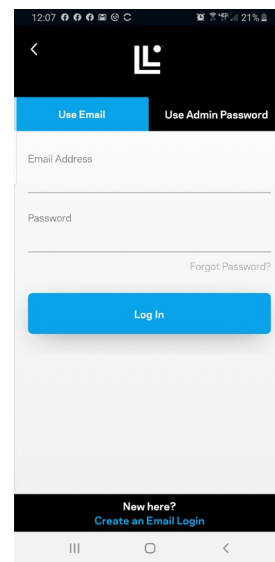 12:07
21%
Use Email
Use Admin Password
Email Address
Password
Forgot Password?
Log In
New here?
Create an Email Login